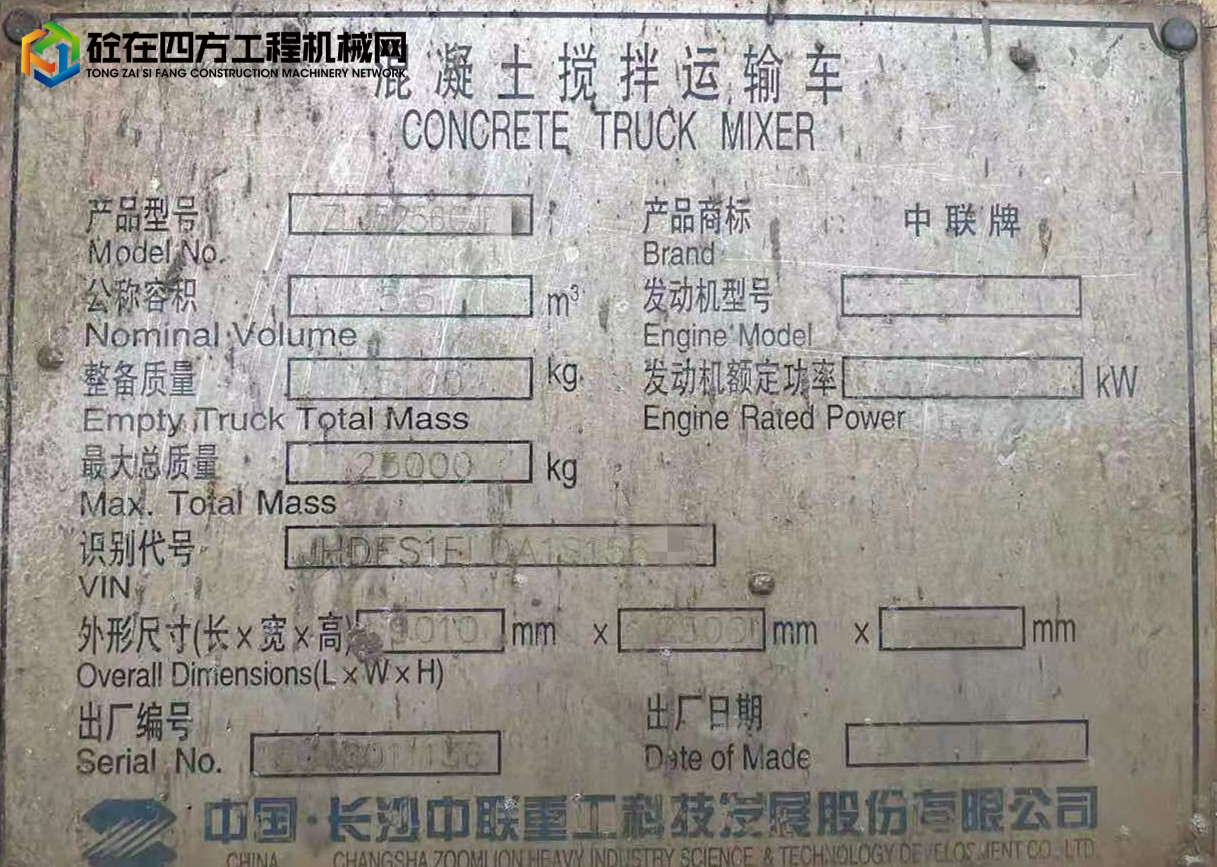 砼在四方工程机械网
TONG ZAI SI FANG CONSTRUCTION MACHINERY NETWORK
混凝土搅拌运输车
CONCRETE TRUCK MIXER
产品型号
Model No.
产品商标 中联牌
Brand
公称容积 m³
Nominal Volume
发动机型号
Engine Model
整备质量 kg
Empty Truck Total Mass
发动机额定功率 kW
Engine Rated Power
最大总质量 25000 kg
Max. Total Mass
识别代号
VIN
外形尺寸(长×宽×高) 9010 mm × mm × mm
Overall Dimensions(L×W×H)
出厂编号
Serial No.
出厂日期
Date of Made
中国·长沙中联重工科技发展股份有限公司
CHINA CHANGSHA ZOOMLION HEAVY INDUSTRY SCIENCE & TECHNOLOGY DEVELOPMENT CO., LTD.